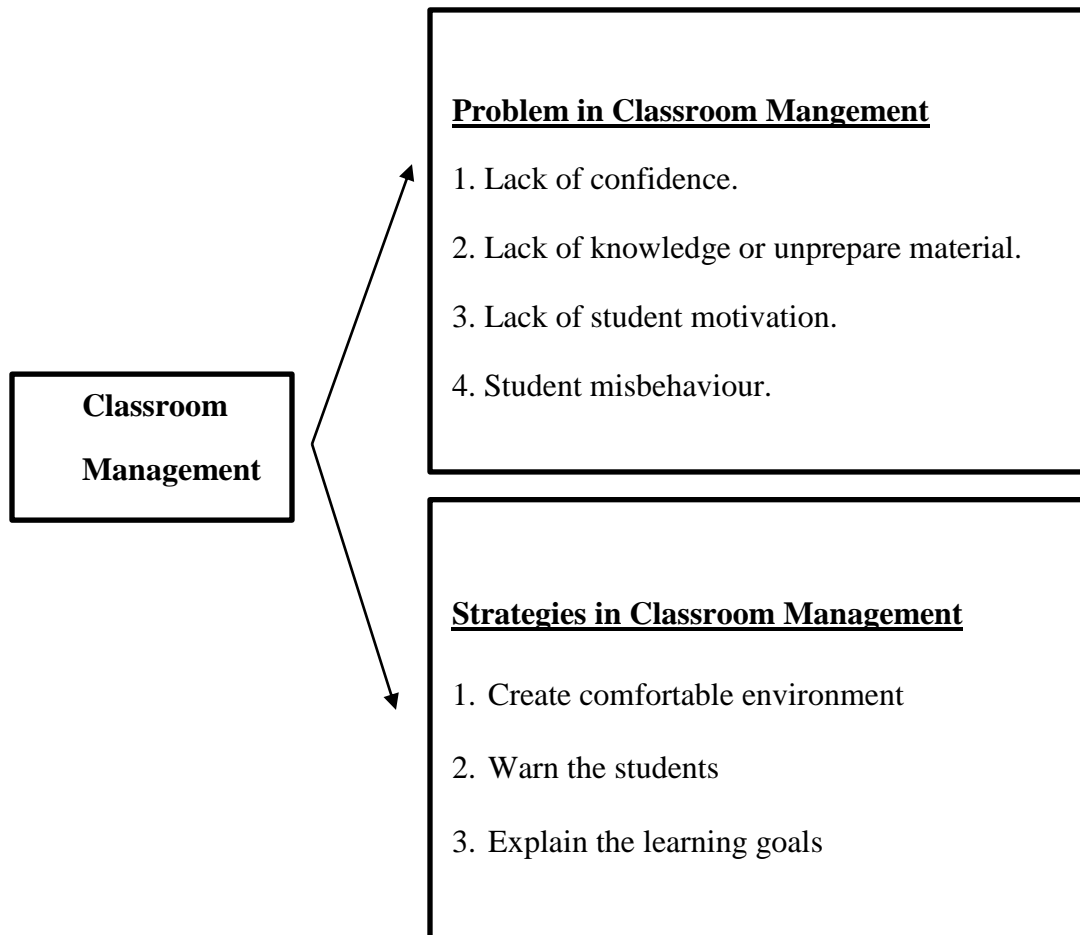 Problem in Classroom Mangement
1. Lack of confidence.
2. Lack of knowledge or unprepare material.
3. Lack of student motivation.
4. Student misbehaviour.
Classroom
Management
Strategies in Classroom Management
1. Create comfortable environment
2. Warn the students
3. Explain the learning goals